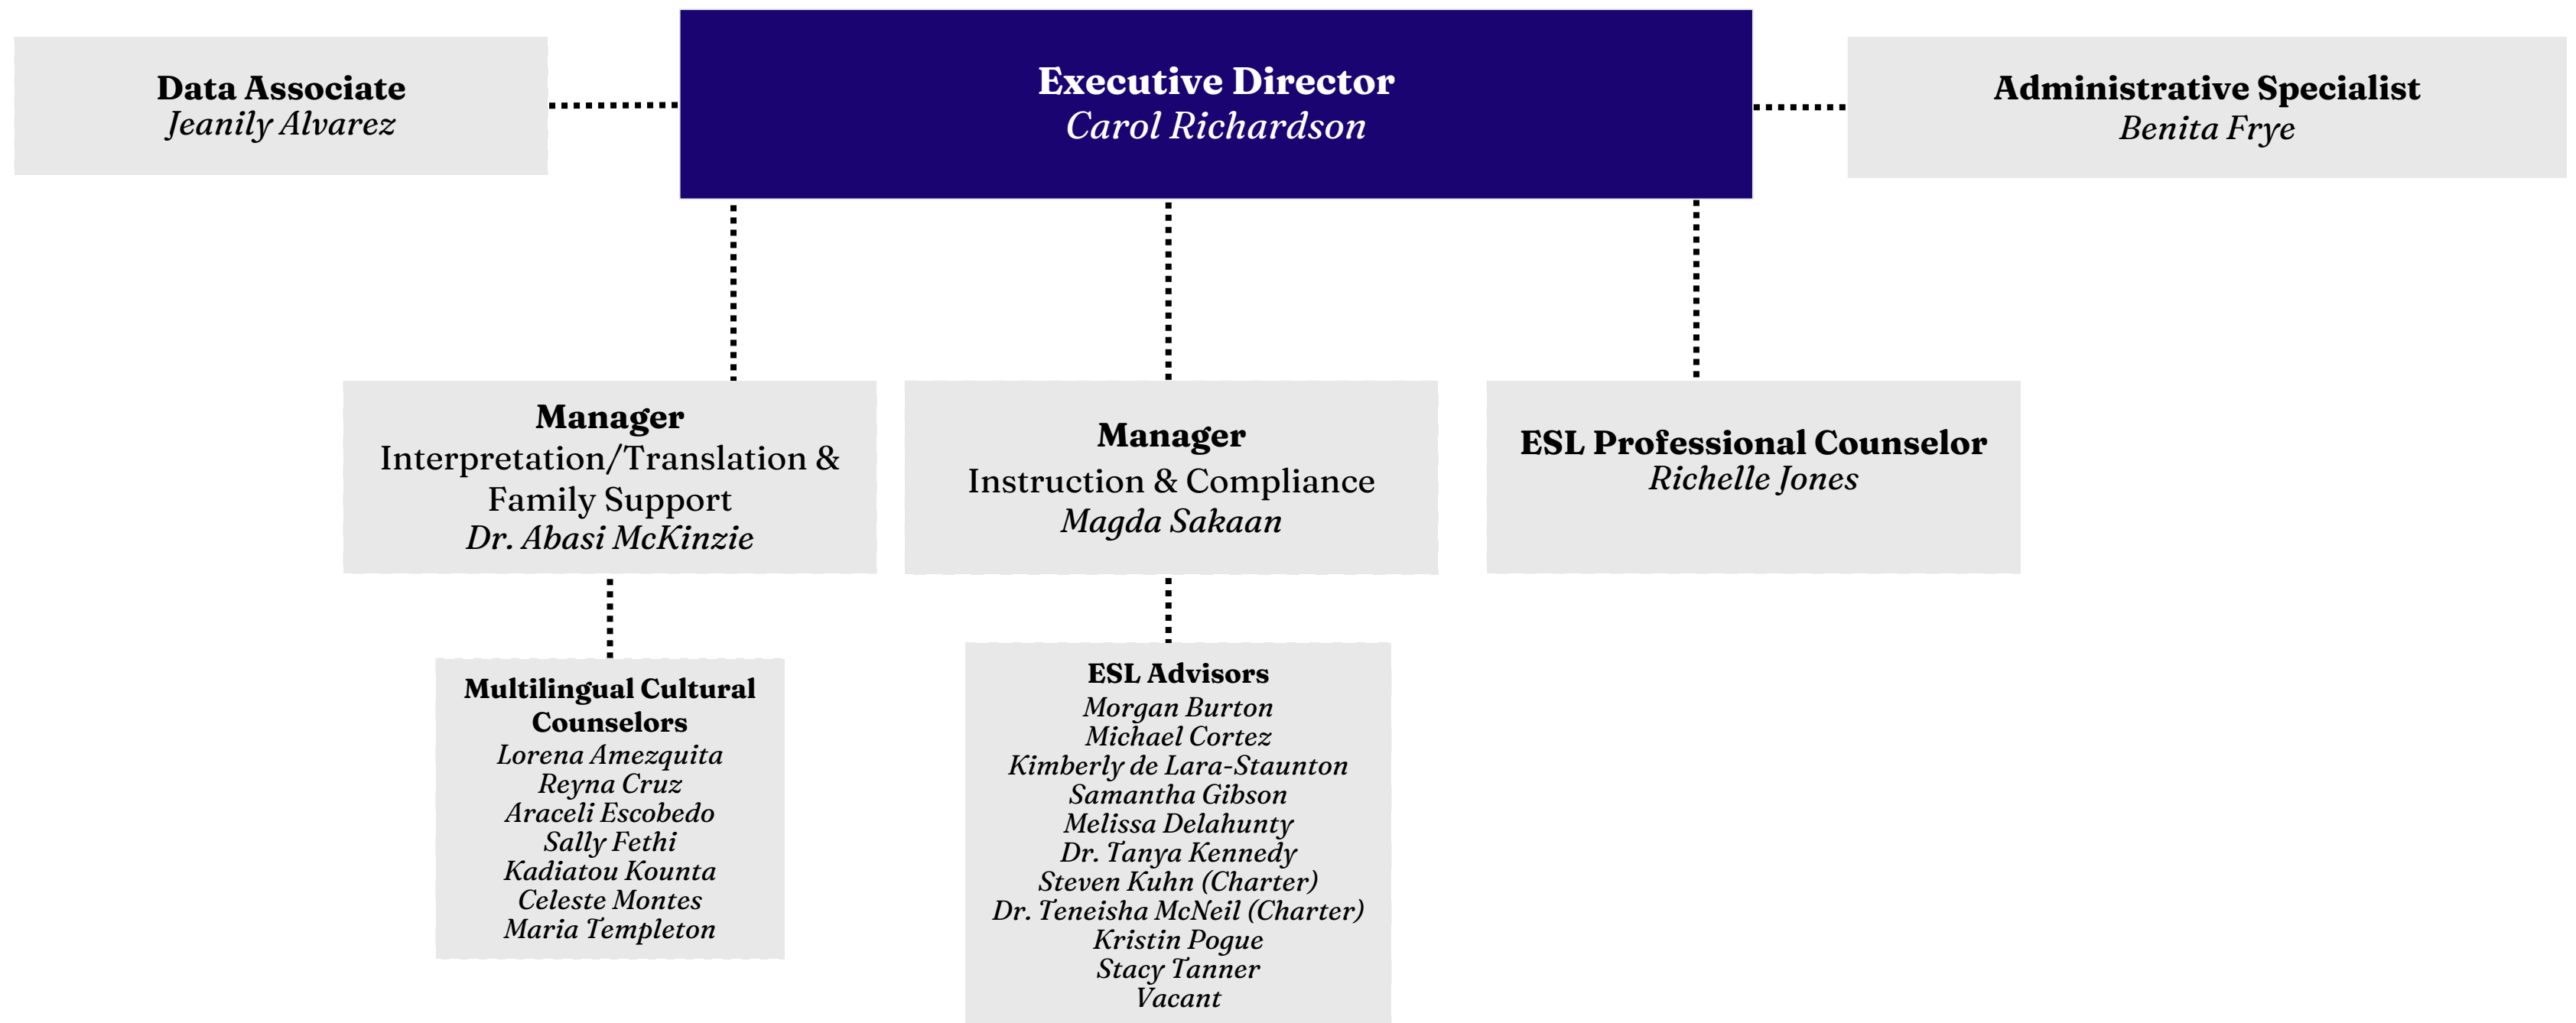 Data Associate
Jeanily Alvarez
Executive Director
Carol Richardson
Administrative Specialist
Benita Frye
Manager
Interpretation/Translation &
Family Support
Dr. Abasi McKinzie
Manager
Instruction & Compliance
Magda Sakaan
ESL Professional Counselor
Richelle Jones
Multilingual Cultural
Counselors
Lorena Amezquita
Reyna Cruz
Araceli Escobedo
Sally Fethi
Kadiatou Kounta
Celeste Montes
Maria Templeton
ESL Advisors
Morgan Burton
Michael Cortez
Kimberly de Lara-Staunton
Samantha Gibson
Melissa Delahunty
Dr. Tanya Kennedy
Steven Kuhn (Charter)
Dr. Teneisha McNeil (Charter)
Kristin Pogue
Stacy Tanner
Vacant